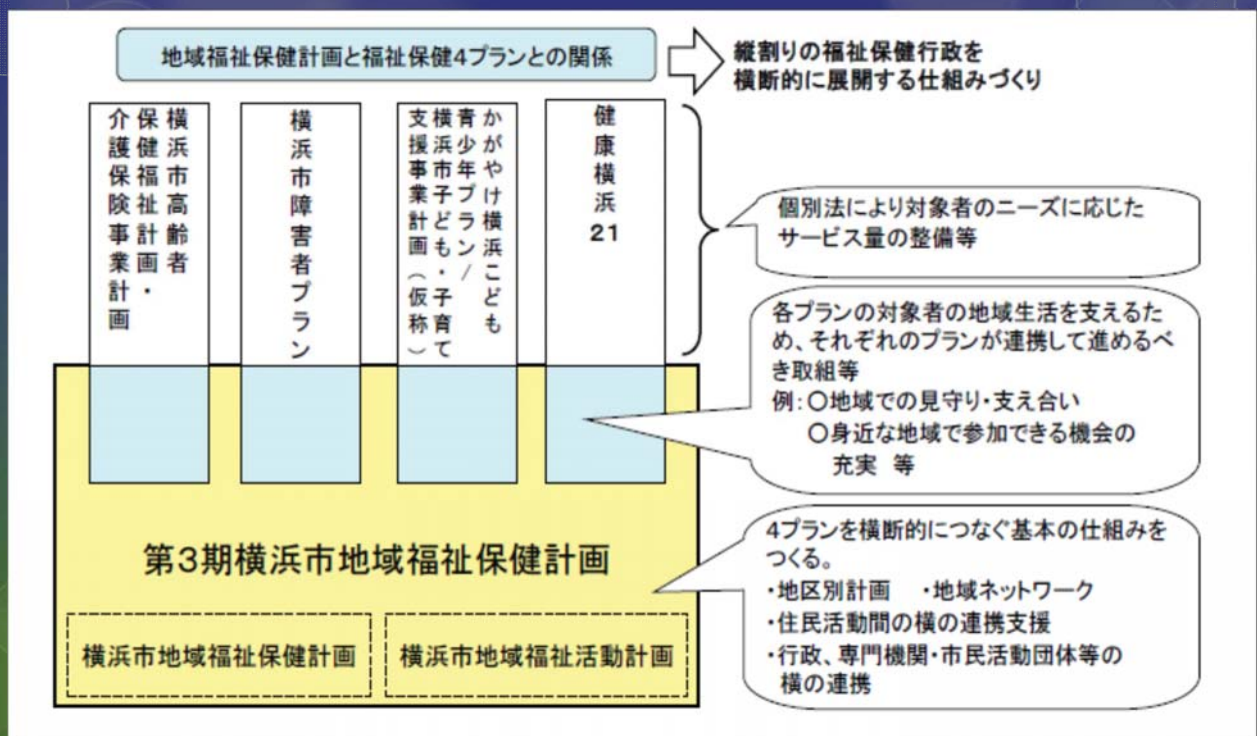 地域福祉保健計画と福祉保健4プランとの関係
縦割りの福祉保健行政を
横断的に展開する仕組みづくり
横浜市高齢者
保健福祉計画・
介護保険事業計画
横浜市障害者プラン
かがやけ横浜こども
青少年プラン/
横浜市子ども・子育て
支援事業計画(仮称)
健康横浜21
個別法により対象者のニーズに応じた
サービス量の整備等
各プランの対象者の地域生活を支えるた
め、それぞれのプランが連携して進めるべ
き取組等
例:○地域での見守り・支え合い
○身近な地域で参加できる機会の
充実 等
第3期横浜市地域福祉保健計画
4プランを横断的につなぐ基本の仕組みを
つくる。
・地区別計画 ・地域ネットワーク
・住民活動間の横の連携支援
・行政、専門機関・市民活動団体等の
横の連携
横浜市地域福祉保健計画
横浜市地域福祉活動計画